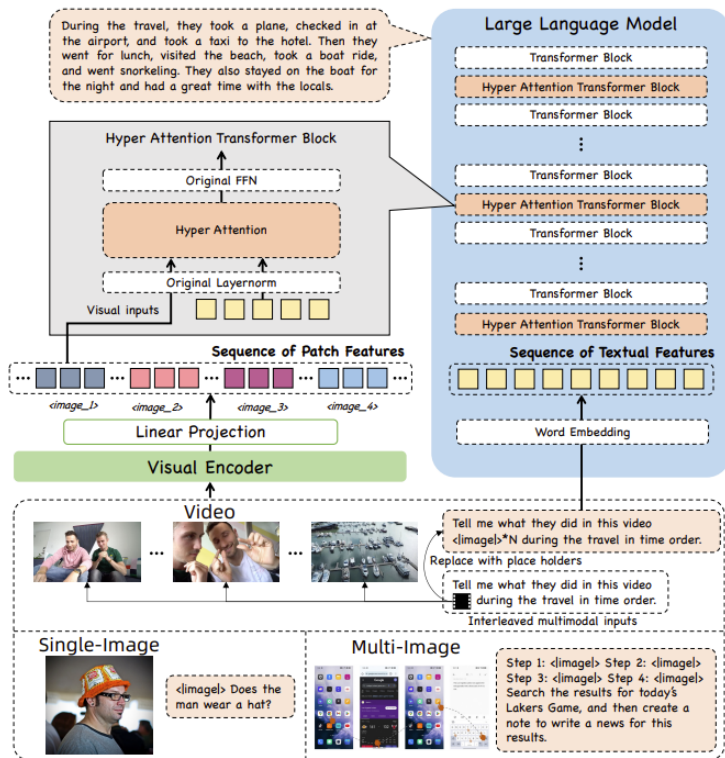 During the travel, they took a plane, checked in at
the airport, and took a taxi to the hotel. Then they
went for lunch, visited the beach, took a boat ride,
and went snorkeling. They also stayed on the boat for
the night and had a great time with the locals.
Large Language Model
Transformer Block
Hyper Attention Transformer Block
Transformer Block
⋮
Transformer Block
Hyper Attention Transformer Block
Transformer Block
⋮
Transformer Block
Hyper Attention Transformer Block
Hyper Attention Transformer Block
Original FFN
Hyper Attention
Original Layernorm
Visual inputs
Sequence of Patch Features
... ... ... ... ...
<image_1> <image_2> <image_3> <image_4>
Linear Projection
Visual Encoder
Sequence of Textual Features
Word Embedding
Video
... ...
Tell me what they did in this video
<|image|>*N during the travel in time order.
Replace with place holders
Tell me what they did in this video
during the travel in time order.
Interleaved multimodal inputs
Single-Image
<|image|> Does the
man wear a hat?
Multi-Image
Step 1: <|image|> Step 2: <|image|>
Step 3: <|image|> Step 4: <|image|>
Search the results for today's
Lakers Game, and then create a
note to write a news for this
results.